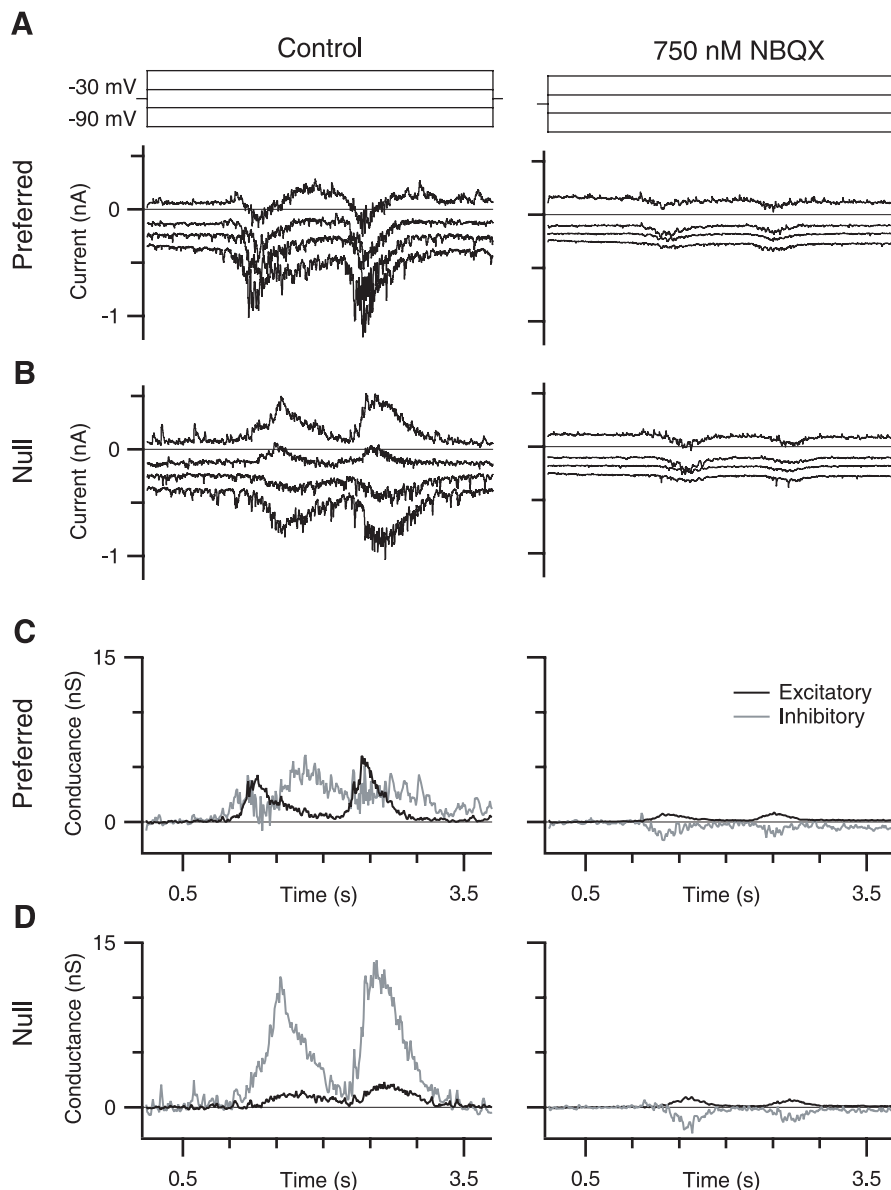 A
Control
750 nM NBQX
-30 mV
-90 mV
Preferred
Current (nA)
0
-1
B
Null
Current (nA)
0
-1
C
Preferred
Conducance (nS)
15
0
Excitatory
Inhibitory
0.5
Time (s)
3.5
0.5
Time (s)
3.5
D
Null
Conductance (nS)
15
0
0.5
Time (s)
3.5
0.5
Time (s)
3.5